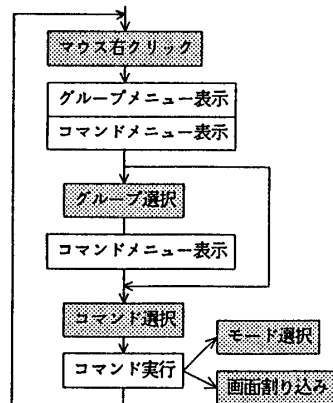 マウス右クリック
グループメニュー表示
コマンドメニュー表示
グループ選択
コマンドメニュー表示
コマンド選択
モード選択
コマンド実行
画面割り込み